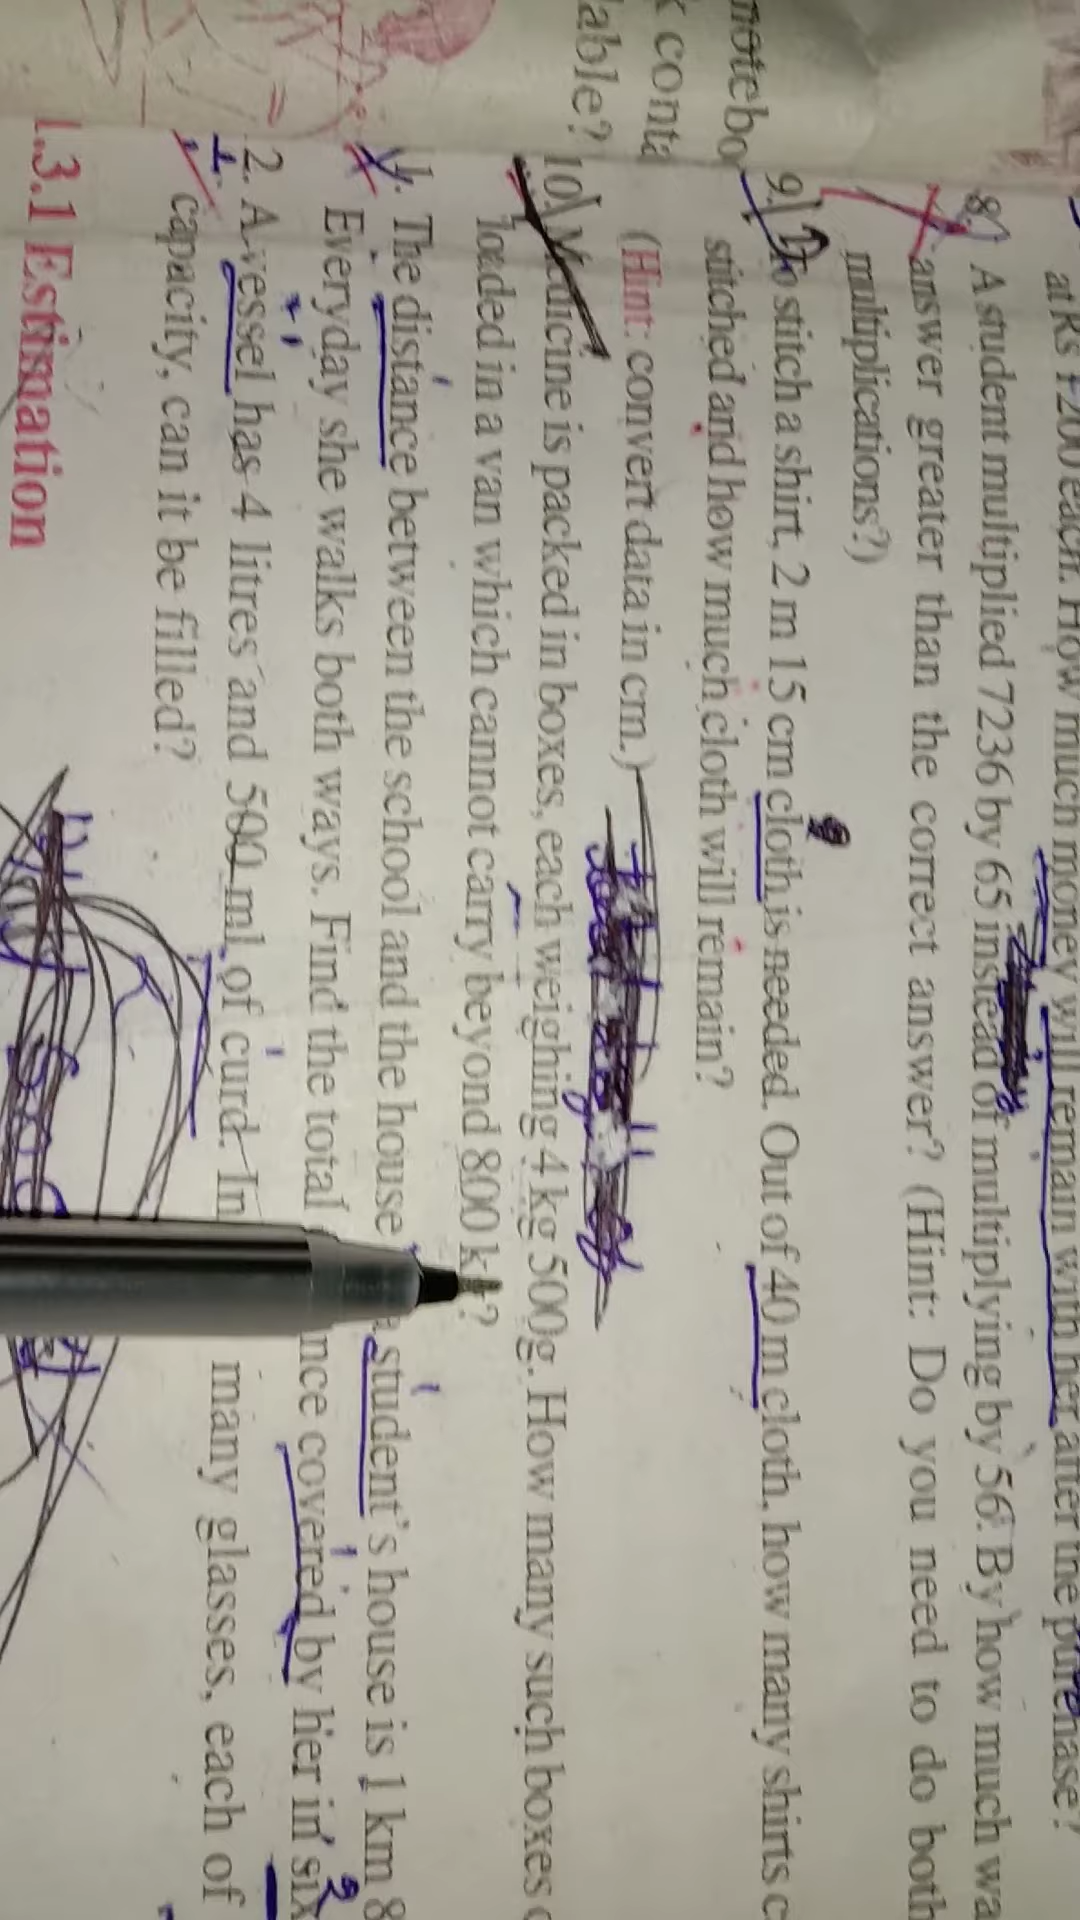 notebo
k conta
able?
at Rs 1200 each. How much money will remain with her after the purchase?
8. A student multiplied 7236 by 65 instead of multiplying by 56. By how much wa
answer greater than the correct answer? (Hint: Do you need to do both
multiplications?)
9. To stitch a shirt, 2 m 15 cm cloth is needed. Out of 40 m cloth, how many shirts c
stitched and how much cloth will remain?
(Hint: convert data in cm.)
10. Medicine is packed in boxes, each weighing 4 kg 500g. How many such boxes c
loaded in a van which cannot carry beyond 800 k ?
1. The distance between the school and the house student's house is 1 km 8
Everyday she walks both ways. Find the total nce covered by her in six
2. A vessel has 4 litres and 500 ml of curd. In many glasses, each of
capacity, can it be filled?
1.3.1 Estimation